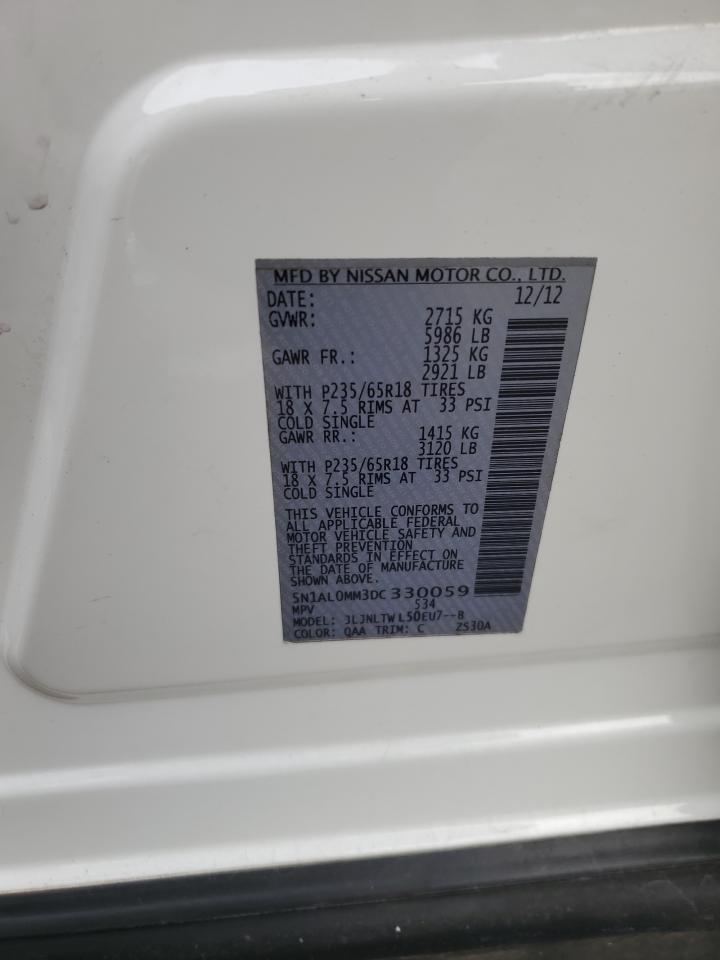 MFD BY NISSAN MOTOR CO., LTD.
DATE: 12/12
GVWR: 2715 KG
5986 LB
GAWR FR.: 1325 KG
2921 LB
WITH P235/65R18 TIRES
18 X 7.5 RIMS AT 33 PSI
COLD SINGLE
GAWR RR.: 1415 KG
3120 LB
WITH P235/65R18 TIRES
18 X 7.5 RIMS AT 33 PSI
COLD SINGLE
THIS VEHICLE CONFORMS TO
ALL APPLICABLE FEDERAL
MOTOR VEHICLE SAFETY AND
THEFT PREVENTION
STANDARDS IN EFFECT ON
THE DATE OF MANUFACTURE
SHOWN ABOVE.
5N1AL0MM3DC330059
MPV 534
MODEL: JLJNLTWL50EU7--B
COLOR: QAA TRIM: C ZS30A